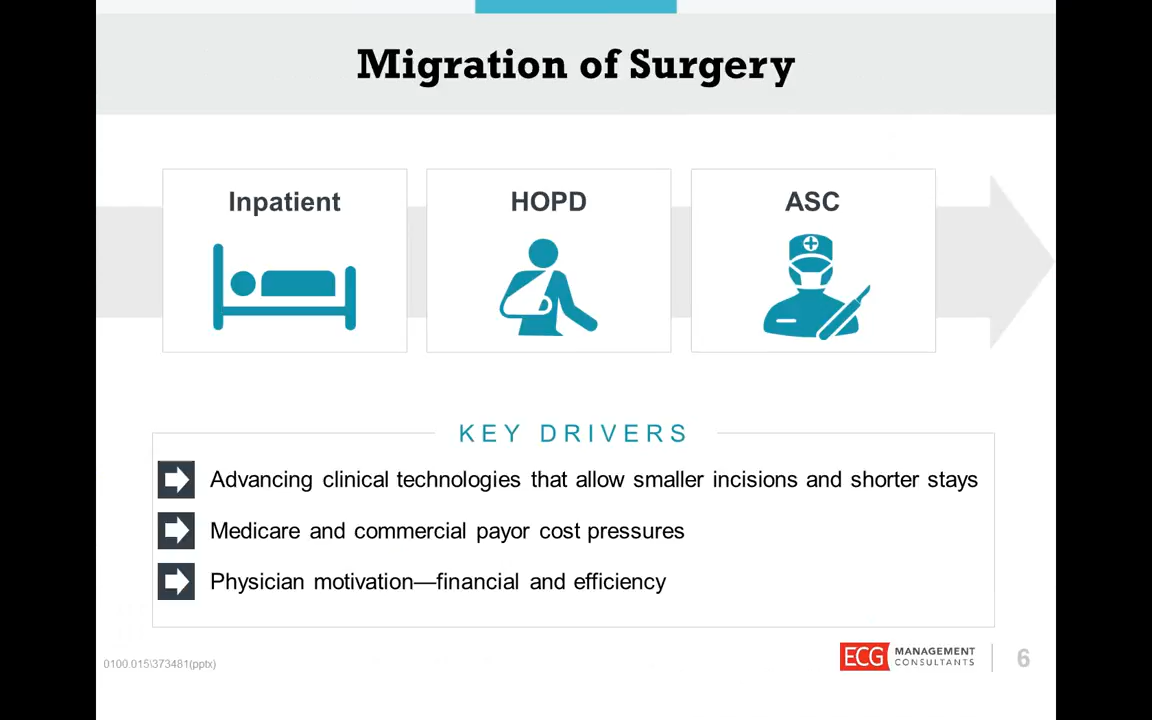 Migration of Surgery
Inpatient
HOPD
ASC
KEY DRIVERS
Advancing clinical technologies that allow smaller incisions and shorter stays
Medicare and commercial payor cost pressures
Physician motivation—financial and efficiency
0100.015\373481(pptx)
ECG MANAGEMENT
CONSULTANTS
6